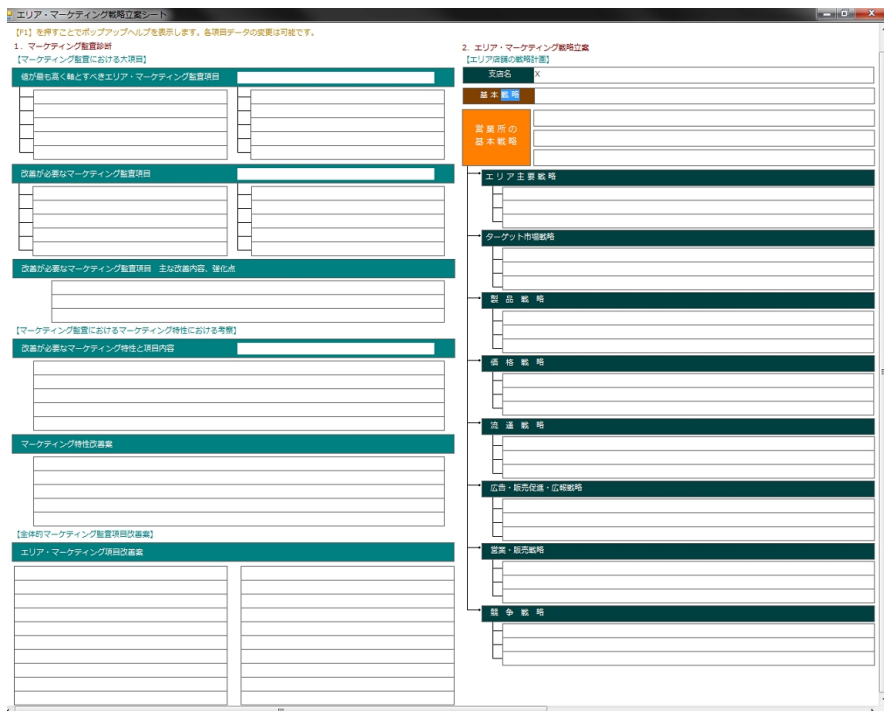 エリア・マーケティング戦略立案シート
【F1】を押すことでポップアップヘルプを表示します。各項目データの変更は可能です。
1．マーケティング監査診断
【マーケティング監査における大項目】
値が最も高く軸とすべきエリア・マーケティング監査項目
改善が必要なマーケティング監査項目
改善が必要なマーケティング監査項目　主な改善内容、強化点
【マーケティング監査におけるマーケティング特性における考察】
改善が必要なマーケティング特性と項目内容
マーケティング特性改善案
【全体的マーケティング監査項目改善案】
エリア・マーケティング項目改善案
2．エリア・マーケティング戦略立案
【エリア店舗の戦略計画】
支店名　X
基本戦略
営業所の
基本戦略
エリア主要戦略
ターゲット市場戦略
製品戦略
価格戦略
流通戦略
広告・販売促進・広報戦略
営業・販売戦略
競争戦略